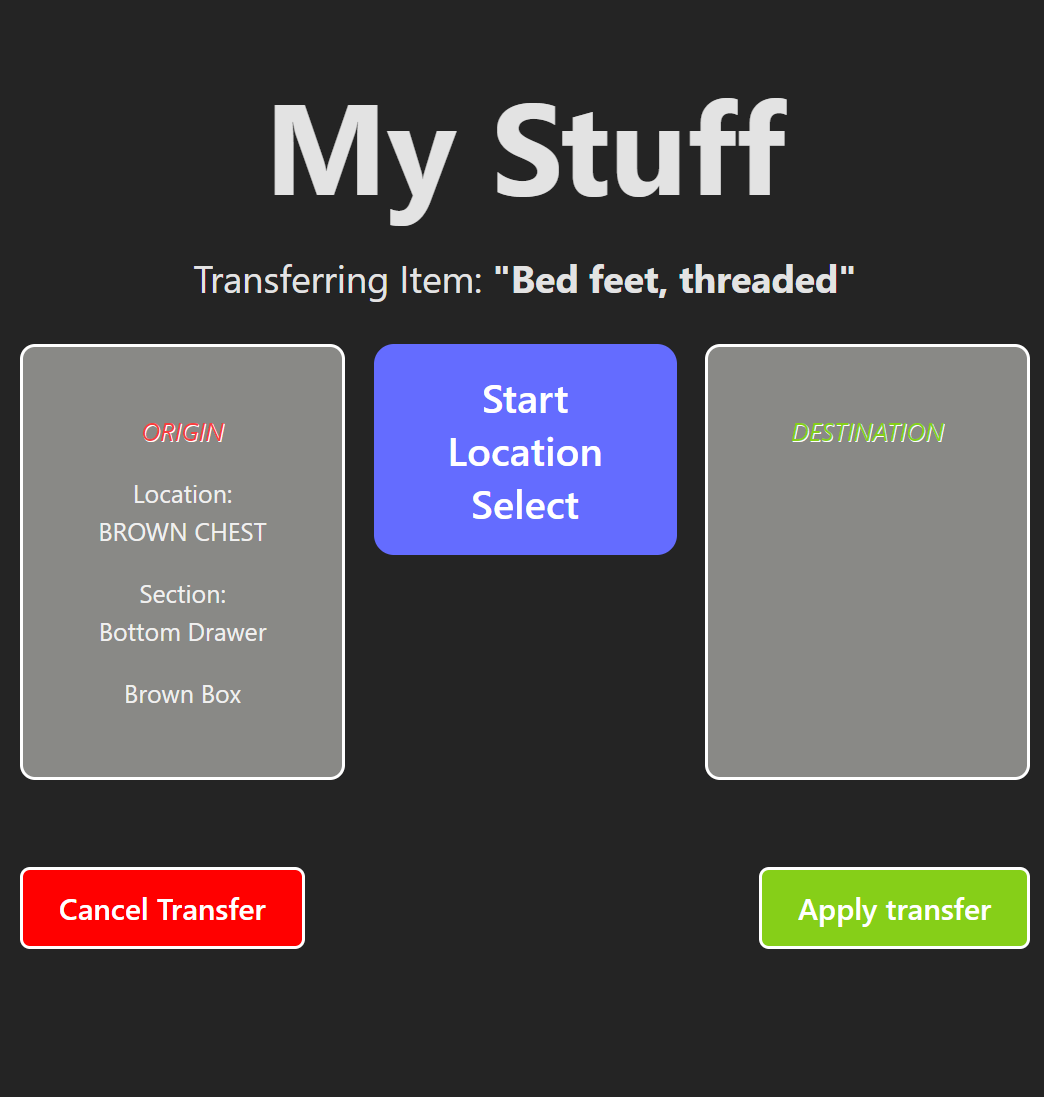 My Stuff
Transferring Item: "Bed feet, threaded"
ORIGIN
Location:
BROWN CHEST
Section:
Bottom Drawer
Brown Box
Start
Location
Select
DESTINATION
Cancel Transfer
Apply transfer